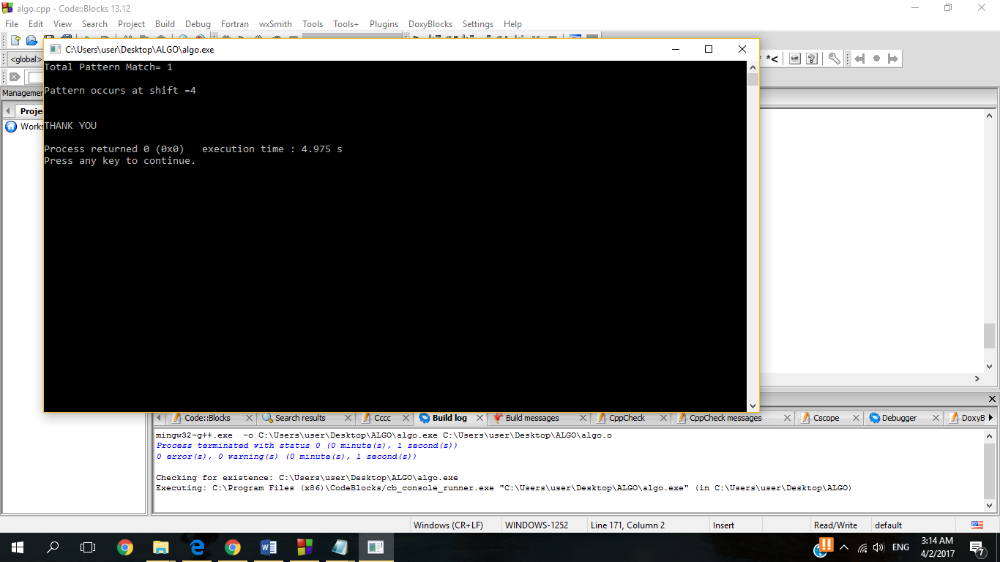 algo.cpp - Code::Blocks 13.12
File Edit View Search Project Build Debug Fortran wxSmith Tools Tools+ Plugins DoxyBlocks Settings Help
C:\Users\user\Desktop\ALGO\algo.exe
<global>
*<
Total Pattern Match= 1
Pattern occurs at shift =4
THANK YOU
Process returned 0 (0x0)   execution time : 4.975 s
Press any key to continue.
Managemen
Proje
Works
Code::Blocks Search results Cccc Build log Build messages CppCheck CppCheck messages Cscope Debugger DoxyB
mingw32-g++.exe  -o C:\Users\user\Desktop\ALGO\algo.exe C:\Users\user\Desktop\ALGO\algo.o
Process terminated with status 0 (0 minute(s), 1 second(s))
0 error(s), 0 warning(s) (0 minute(s), 1 second(s))
Checking for existence: C:\Users\user\Desktop\ALGO\algo.exe
Executing: C:\Program Files (x86)\CodeBlocks/cb_console_runner.exe "C:\Users\user\Desktop\ALGO\algo.exe" (in C:\Users\user\Desktop\ALGO)
Windows (CR+LF) WINDOWS-1252 Line 171, Column 2 Insert Read/Write default
ENG
3:14 AM
4/2/2017
7